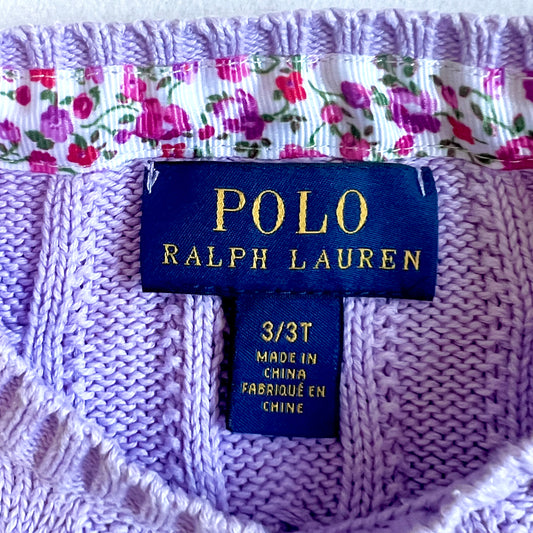 POLO
RALPH LAUREN
3/3T
MADE IN
CHINA
FABRIQUÉ EN
CHINE